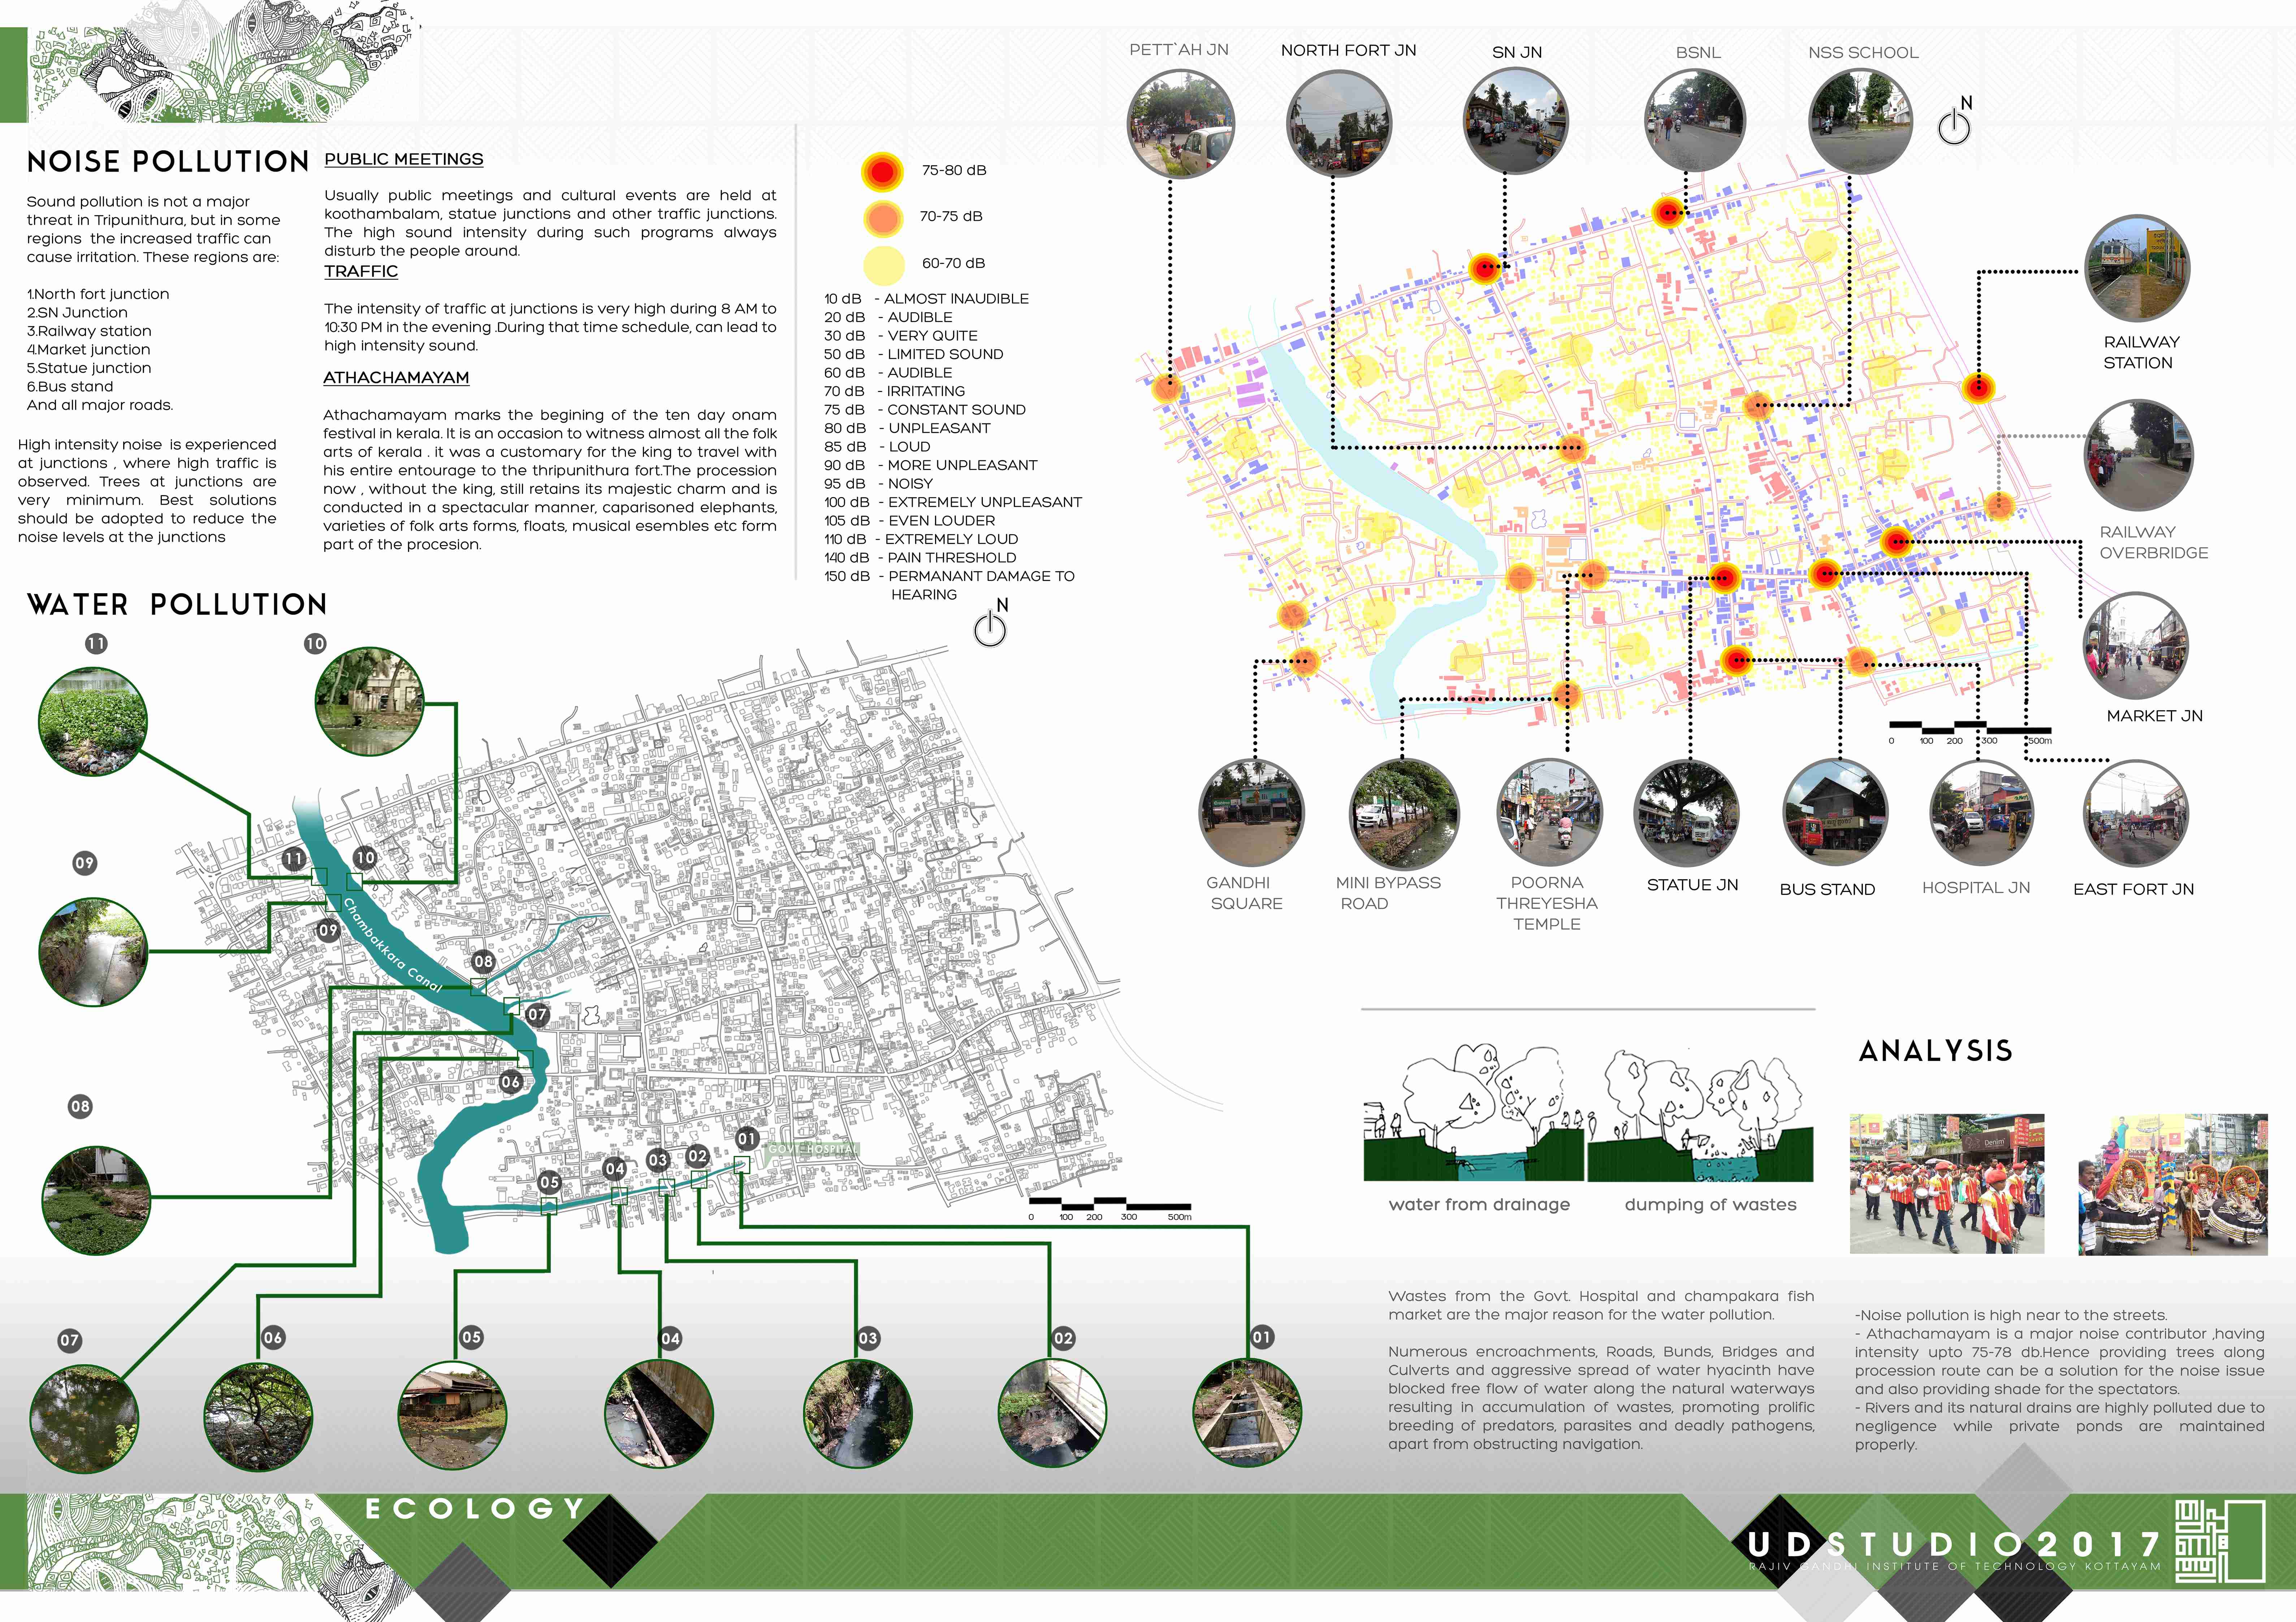 NOISE POLLUTION
Sound pollution is not a major
threat in Tripunithura, but in some
regions the increased traffic can
cause irritation. These regions are:
1.North fort junction
2.SN Junction
3.Railway station
4.Market junction
5.Statue junction
6.Bus stand
And all major roads.
High intensity noise is experienced
at junctions , where high traffic is
observed. Trees at junctions are
very minimum. Best solutions
should be adopted to reduce the
noise levels at the junctions
PUBLIC MEETINGS
Usually public meetings and cultural events are held at
koothambalam, statue junctions and other traffic junctions.
The high sound intensity during such programs always
disturb the people around.
TRAFFIC
The intensity of traffic at junctions is very high during 8 AM to
10:30 PM in the evening .During that time schedule, can lead to
high intensity sound.
ATHACHAMAYAM
Athachamayam marks the begining of the ten day onam
festival in kerala. It is an occasion to witness almost all the folk
arts of kerala . it was a customary for the king to travel with
his entire entourage to the thripunithura fort.The procession
now , without the king, still retains its majestic charm and is
conducted in a spectacular manner, caparisoned elephants,
varieties of folk arts forms, floats, musical esembles etc form
part of the procesion.
75-80 dB
70-75 dB
60-70 dB
10 dB - ALMOST INAUDIBLE
20 dB - AUDIBLE
30 dB - VERY QUITE
50 dB - LIMITED SOUND
60 dB - AUDIBLE
70 dB - IRRITATING
75 dB - CONSTANT SOUND
80 dB - UNPLEASANT
85 dB - LOUD
90 dB - MORE UNPLEASANT
95 dB - NOISY
100 dB - EXTREMELY UNPLEASANT
105 dB - EVEN LOUDER
110 dB - EXTREMELY LOUD
140 dB - PAIN THRESHOLD
150 dB - PERMANANT DAMAGE TO
HEARING
N
PETT`AH JN
NORTH FORT JN
SN JN
BSNL
NSS SCHOOL
N
RAILWAY
STATION
RAILWAY
OVERBRIDGE
MARKET JN
0 100 200 300 500m
GANDHI
SQUARE
MINI BYPASS
ROAD
POORNA
THREYESHA
TEMPLE
STATUE JN
BUS STAND
HOSPITAL JN
EAST FORT JN
WATER POLLUTION
11
10
09
08
11
10
09
Chambakkara Canal
08
07
06
05
04
03
02
01
GOVT HOSPITAL
0 100 200 300 500m
07
06
05
04
03
02
01
water from drainage
dumping of wastes
Wastes from the Govt. Hospital and champakara fish
market are the major reason for the water pollution.
Numerous encroachments, Roads, Bunds, Bridges and
Culverts and aggressive spread of water hyacinth have
blocked free flow of water along the natural waterways
resulting in accumulation of wastes, promoting prolific
breeding of predators, parasites and deadly pathogens,
apart from obstructing navigation.
ANALYSIS
Denim
-Noise pollution is high near to the streets.
- Athachamayam is a major noise contributor ,having
intensity upto 75-78 db.Hence providing trees along
procession route can be a solution for the noise issue
and also providing shade for the spectators.
- Rivers and its natural drains are highly polluted due to
negligence while private ponds are maintained
properly.
ECOLOGY
UDSTUDIO2017
RAJIV GANDHI INSTITUTE OF TECHNOLOGY KOTTAYAM